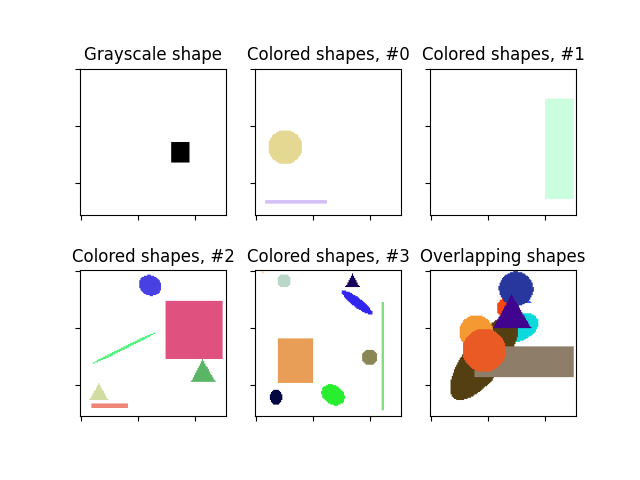 Grayscale shape
Colored shapes, #0
Colored shapes, #1
Colored shapes, #2
Colored shapes, #3
Overlapping shapes